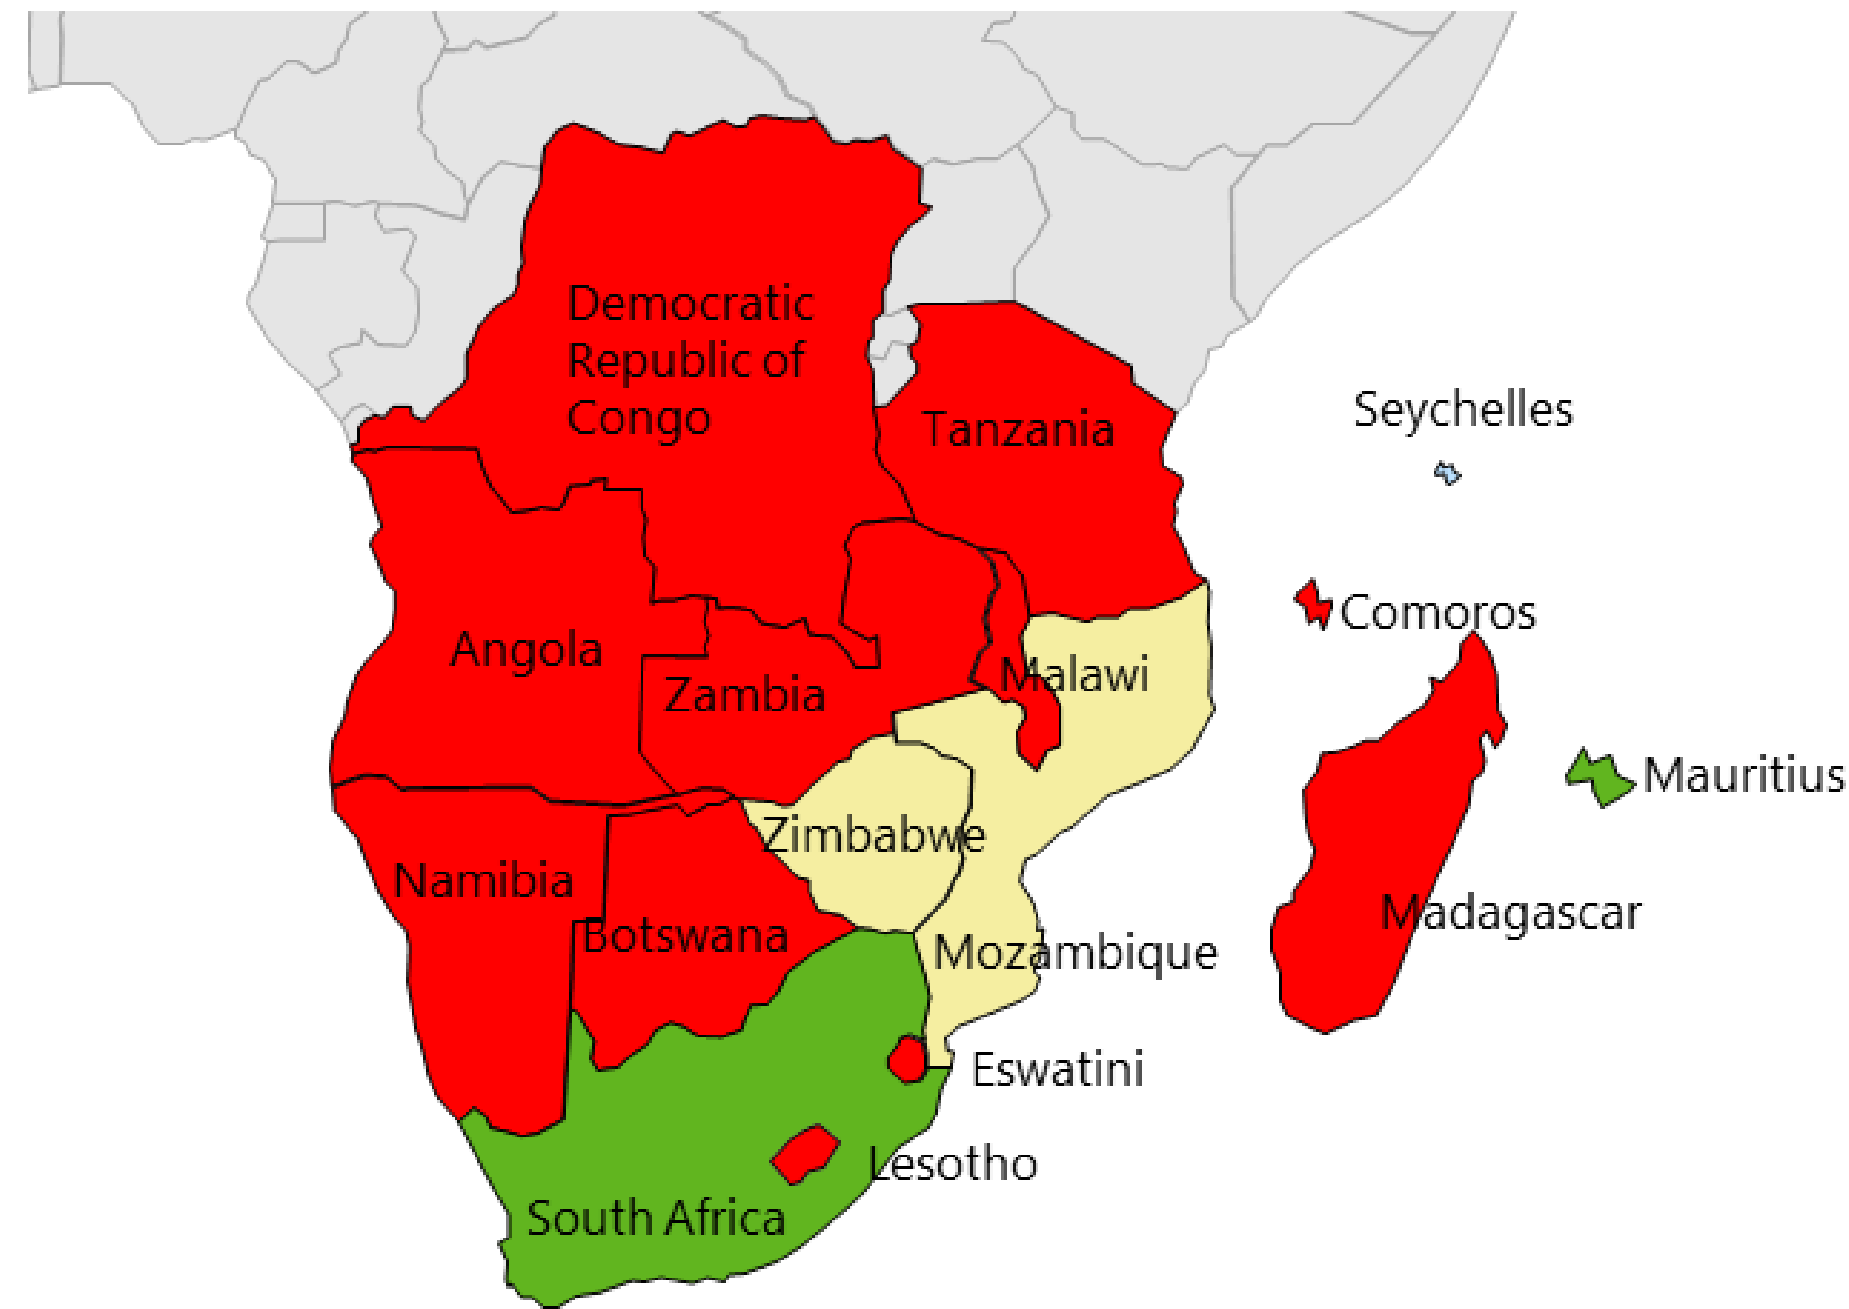 Democratic
Republic of
Congo
Tanzania
Seychelles
Comoros
Angola
Malawi
Zambia
Mauritius
Zimbabwe
Namibia
Madagascar
Botswana
Mozambique
Eswatini
Lesotho
South Africa